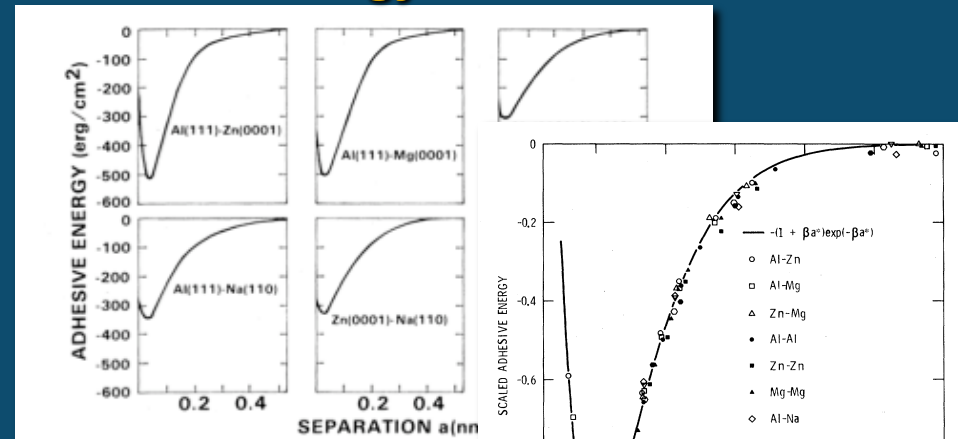 ADHESIVE ENERGY (erg/cm²)
0
-100
-200
-300
-400
-500
-600
Al(111)-Zn(0001)
Al(111)-Mg(0001)
0
-100
-200
-300
-400
-500
-600
Al(111)-Na(110)
Zn(0001)-Na(110)
0.2 0.4 0.2 0.4
SEPARATION a(nn
SCALED ADHESIVE ENERGY
0
-0.2
-0.4
-0.6
-(1 + βa*)exp(-βa*)
Al-Zn
Al-Mg
Zn-Mg
Al-Al
Zn-Zn
Mg-Mg
Al-Na